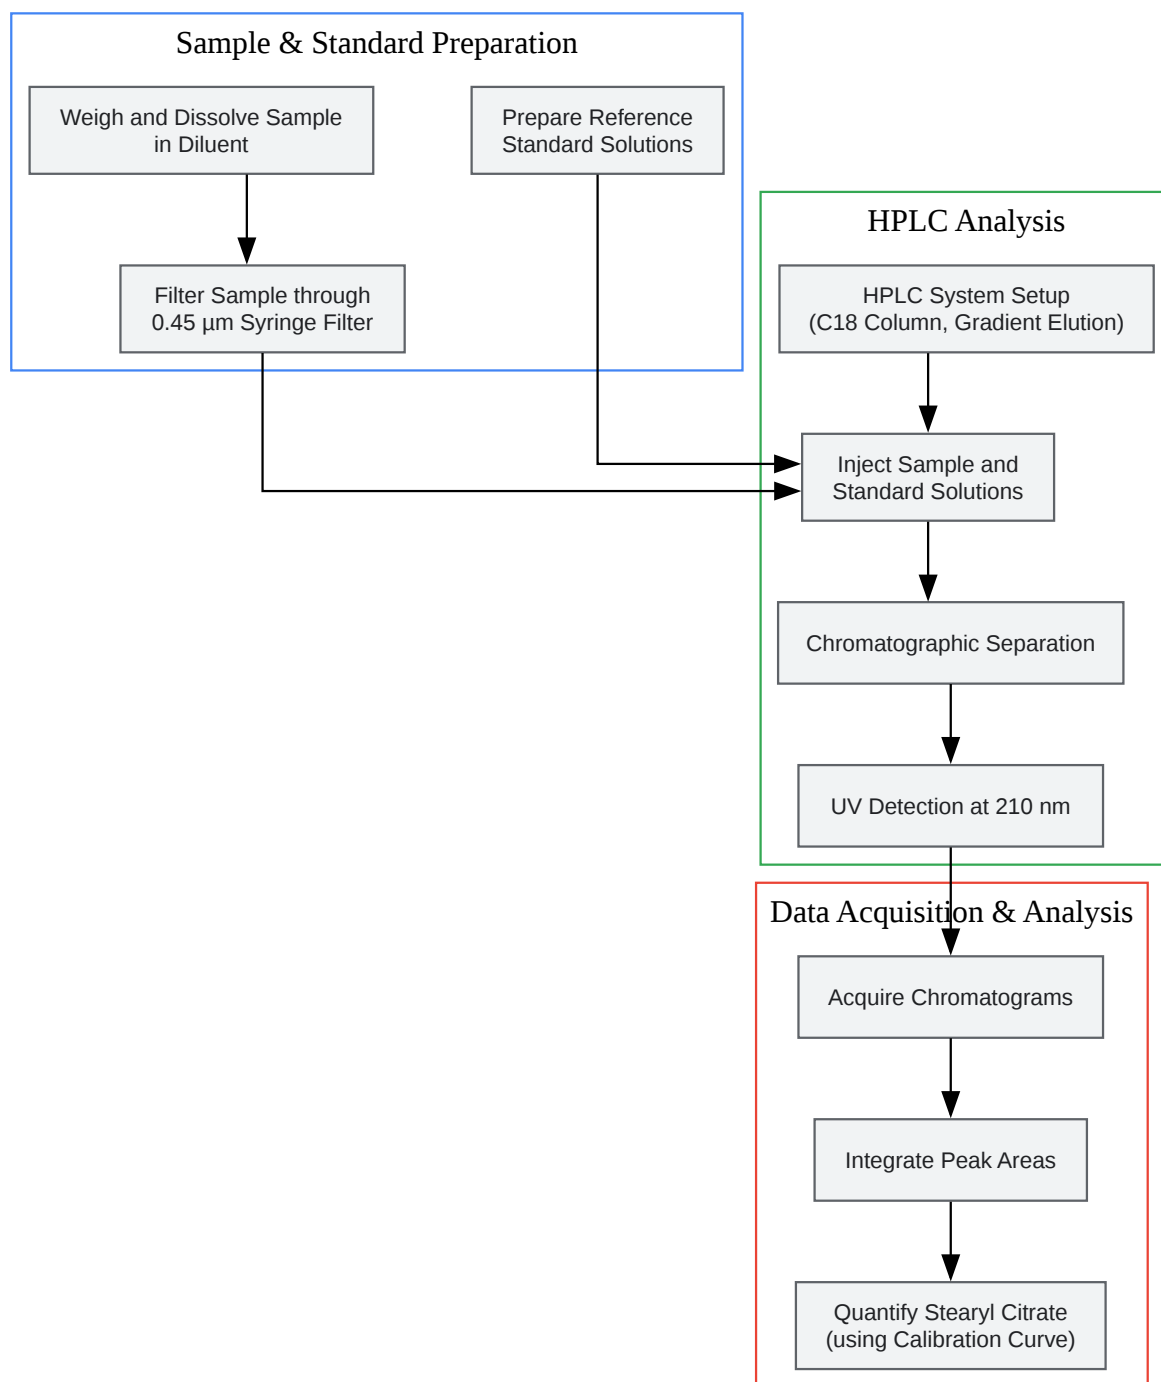 Sample & Standard Preparation
Weigh and Dissolve Sample
in Diluent
Prepare Reference
Standard Solutions
Filter Sample through
0.45 µm Syringe Filter
HPLC Analysis
HPLC System Setup
(C18 Column, Gradient Elution)
Inject Sample and
Standard Solutions
Chromatographic Separation
UV Detection at 210 nm
Data Acquisition & Analysis
Acquire Chromatograms
Integrate Peak Areas
Quantify Stearyl Citrate
(using Calibration Curve)